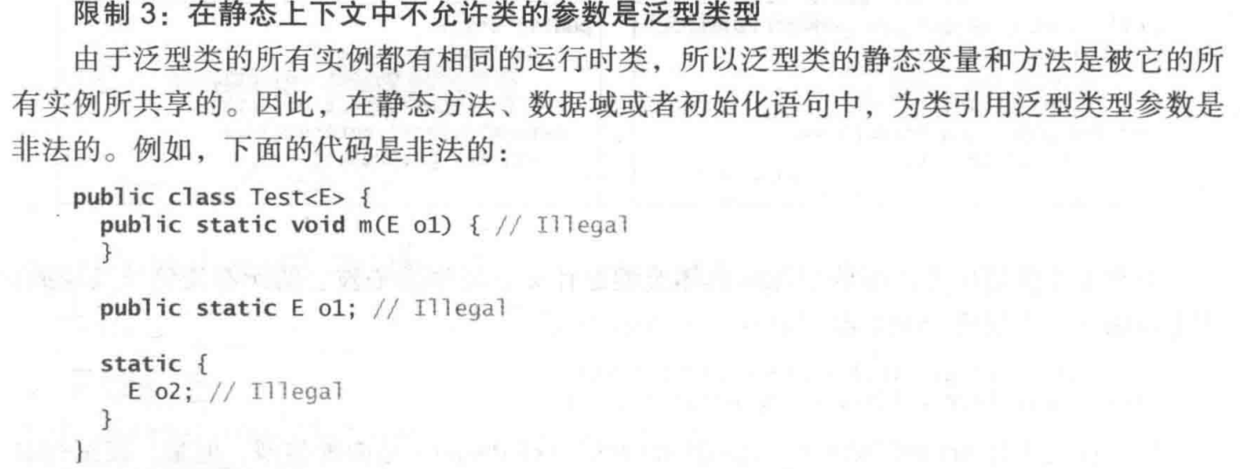 限制 3：在静态上下文中不允许类的参数是泛型类型
由于泛型类的所有实例都有相同的运行时类，所以泛型类的静态变量和方法是被它的所
有实例所共享的。因此，在静态方法、数据域或者初始化语句中，为类引用泛型类型参数是
非法的。例如，下面的代码是非法的：
public class Test<E> {
public static void m(E o1) { // Illegal
}
public static E o1; // Illegal
static {
E o2; // Illegal
}
}